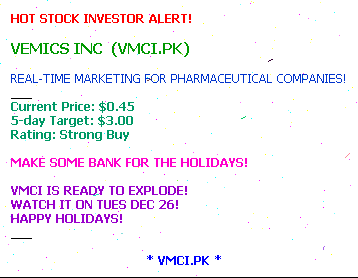 HOT STOCK INVESTOR ALERT!
VEMICS INC (VMCI.PK)
REAL-TIME MARKETING FOR PHARMACEUTICAL COMPANIES!
Current Price: $0.45
5-day Target: $3.00
Rating: Strong Buy
MAKE SOME BANK FOR THE HOLIDAYS!
VMCI IS READY TO EXPLODE!
WATCH IT ON TUES DEC 26!
HAPPY HOLIDAYS!
* VMCI.PK *